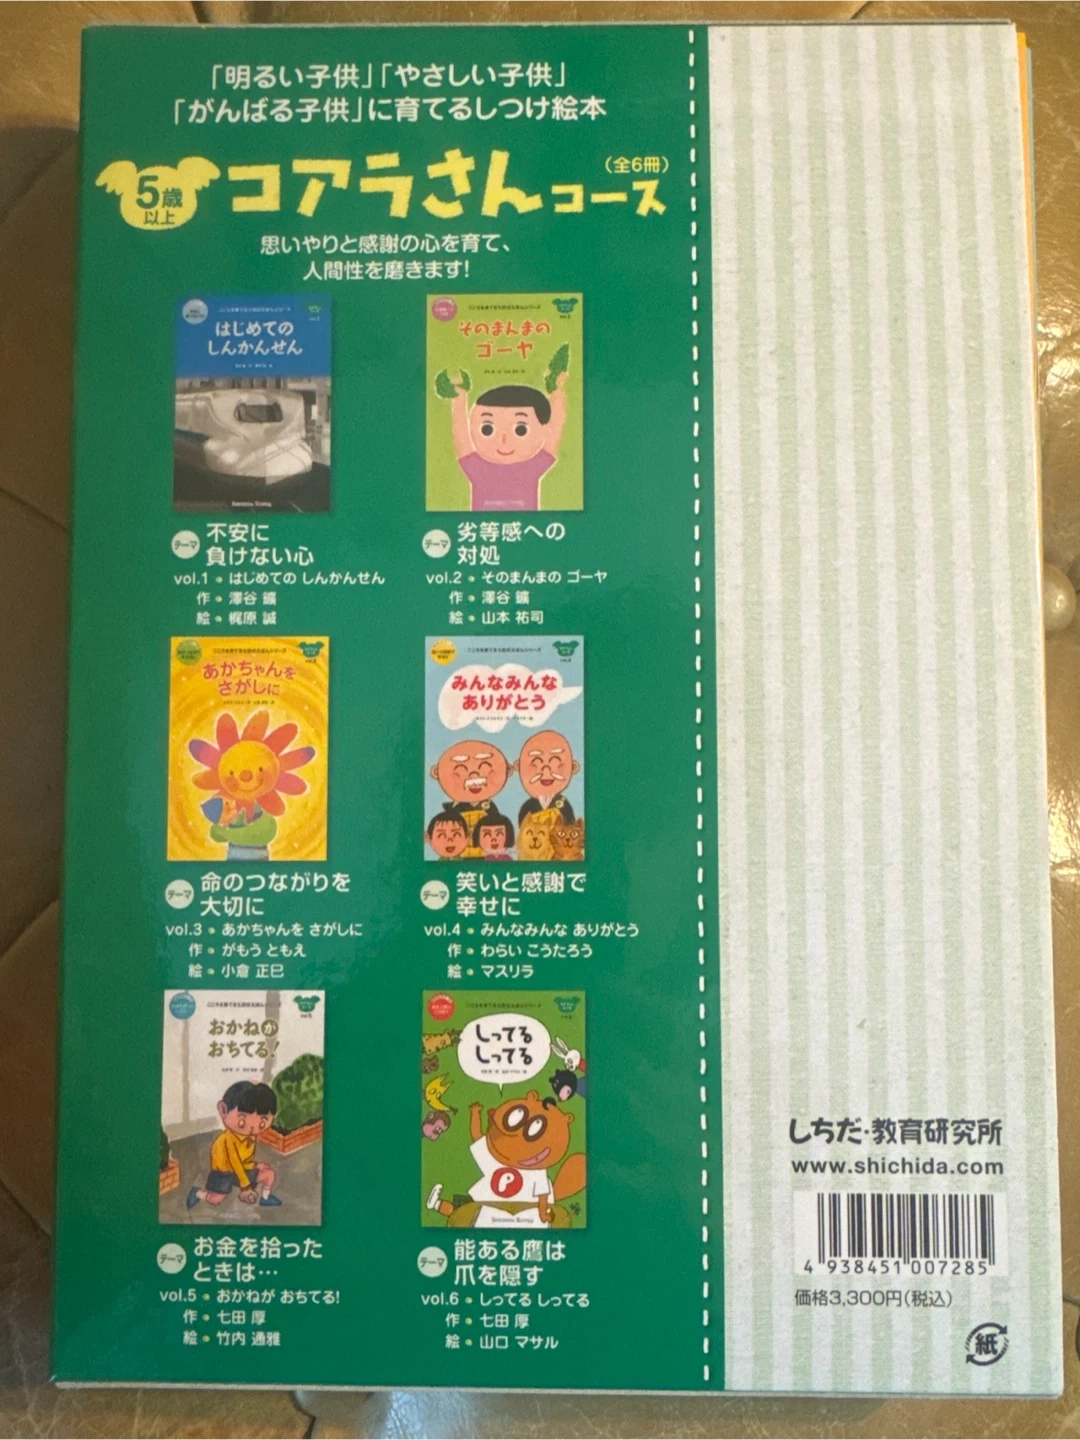 「明るい子供」「やさしい子供」
「がんばる子供」に育てるしつけ絵本
5歳
以上
コアラさんコース
(全6冊)
思いやりと感謝の心を育て、
人間性を磨きます!
はじめての
しんかんせん
そのまんまの
ゴーヤ
テーマ
不安に
負けない心
vol.1 • はじめての しんかんせん
作 • 澤谷 鑛
絵 • 梶原 誠
テーマ
劣等感への
対処
vol.2 • そのまんまの ゴーヤ
作 • 澤谷 鑛
絵 • 山本 祐司
あかちゃんを
さがしに
みんなみんな
ありがとう
テーマ
命のつながりを
大切に
vol.3 • あかちゃんを さがしに
作 • がもう ともえ
絵 • 小倉 正巳
テーマ
笑いと感謝で
幸せに
vol.4 • みんなみんな ありがとう
作 • わらい こうたろう
絵 • マスリラ
おかねが
おちてる!
しってる
しってる
P
テーマ
お金を拾った
ときは…
vol.5 • おかねが おちてる!
作 • 七田 厚
絵 • 竹内 通雅
テーマ
能ある鷹は
爪を隠す
vol.6 • しってる しってる
作 • 七田 厚
絵 • 山口 マサル
しちだ・教育研究所
www.shichida.com
4 938451 007285
価格3,300円(税込)
紙